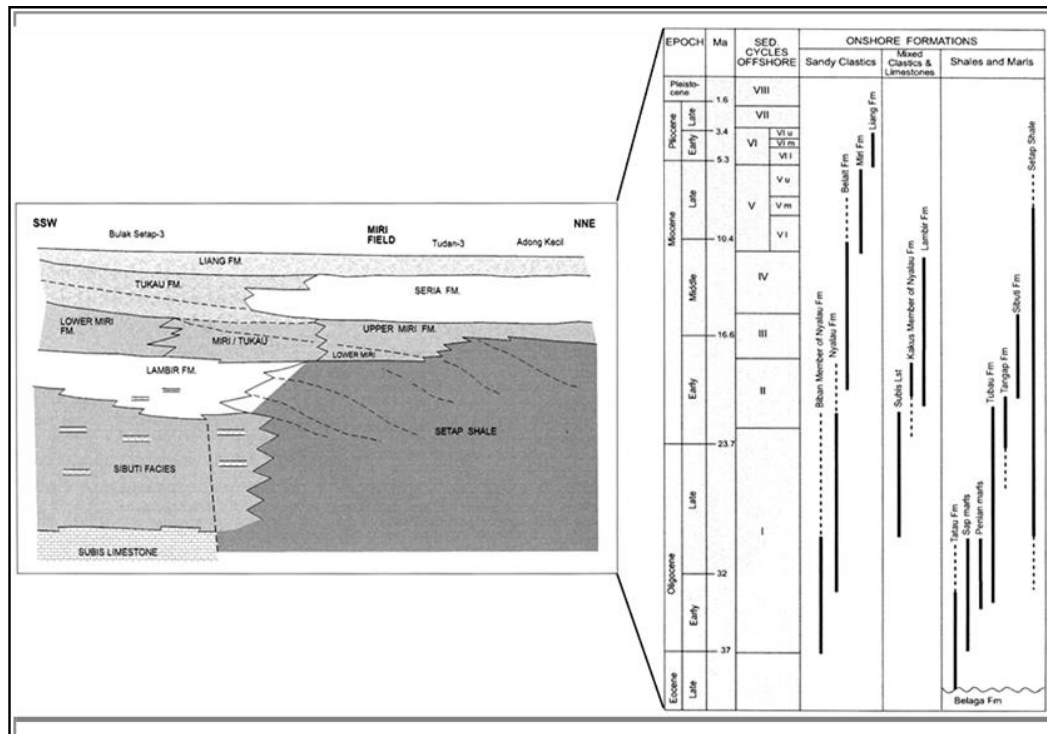 SSW
NNE
Bulak Setap-3
MIRI
FIELD
Tudan-3
Adong Kecil
LIANG FM.
TUKAU FM.
SERIA FM.
LOWER MIRI
FM.
MIRI / TUKAU
UPPER MIRI FM.
LOWER MIRI
LAMBIR FM.
SETAP SHALE
SIBUTI FACIES
SUBIS LIMESTONE
EPOCH
Ma
SED.
CYCLES
OFFSHORE
ONSHORE FORMATIONS
Sandy Clastics
Mixed
Clastics &
Limestones
Shales and Marls
Pleisto-
cene
Pliocene
Late
Early
Miocene
Late
Middle
Early
Oligocene
Late
Early
Eocene
Late
1.6
3.4
5.3
10.4
16.6
23.7
32
37
VIII
VII
VI
VI u
VI m
VI l
V
V u
V m
V l
IV
III
II
I
Biban Member of Nyalau Fm
Nyalau Fm
Belait Fm
Miri Fm
Liang Fm
Subis Lst
Kakus Member of Nyalau Fm
Lambir Fm
Tatau Fm
Sap marls
Penian marls
Tubau Fm
Tangap Fm
Sibuti Fm
Setap Shale
Belaga Fm